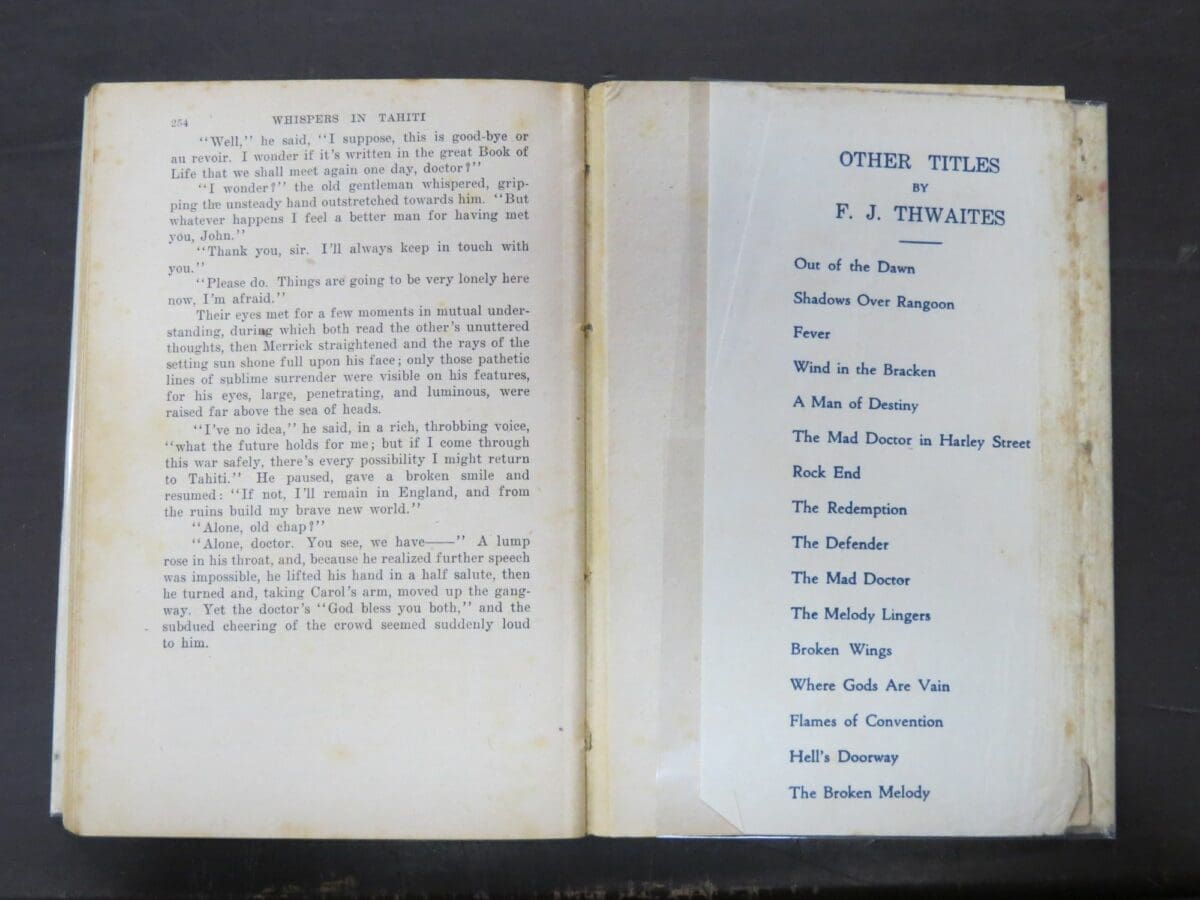 254 WHISPERS IN TAHITI
"Well," he said, "I suppose, this is good-bye or
au revoir. I wonder if it's written in the great Book of
Life that we shall meet again one day, doctor?"
"I wonder?" the old gentleman whispered, grip-
ping the unsteady hand outstretched towards him. "But
whatever happens I feel a better man for having met
you, John."
"Thank you, sir. I'll always keep in touch with
you."
"Please do. Things are going to be very lonely here
now, I'm afraid."
Their eyes met for a few moments in mutual under-
standing, during which both read the other's unuttered
thoughts, then Merrick straightened and the rays of the
setting sun shone full upon his face; only those pathetic
lines of sublime surrender were visible on his features,
for his eyes, large, penetrating, and luminous, were
raised far above the sea of heads.
"I've no idea," he said, in a rich, throbbing voice,
"what the future holds for me; but if I come through
this war safely, there's every possibility I might return
to Tahiti." He paused, gave a broken smile and
resumed: "If not, I'll remain in England, and from
the ruins build my brave new world."
"Alone, old chap?"
"Alone, doctor. You see, we have——" A lump
rose in his throat, and, because he realized further speech
was impossible, he lifted his hand in a half salute, then
he turned and, taking Carol's arm, moved up the gang-
way. Yet the doctor's "God bless you both," and the
subdued cheering of the crowd seemed suddenly loud
to him.
OTHER TITLES
BY
F. J. THWAITES
Out of the Dawn
Shadows Over Rangoon
Fever
Wind in the Bracken
A Man of Destiny
The Mad Doctor in Harley Street
Rock End
The Redemption
The Defender
The Mad Doctor
The Melody Lingers
Broken Wings
Where Gods Are Vain
Flames of Convention
Hell's Doorway
The Broken Melody